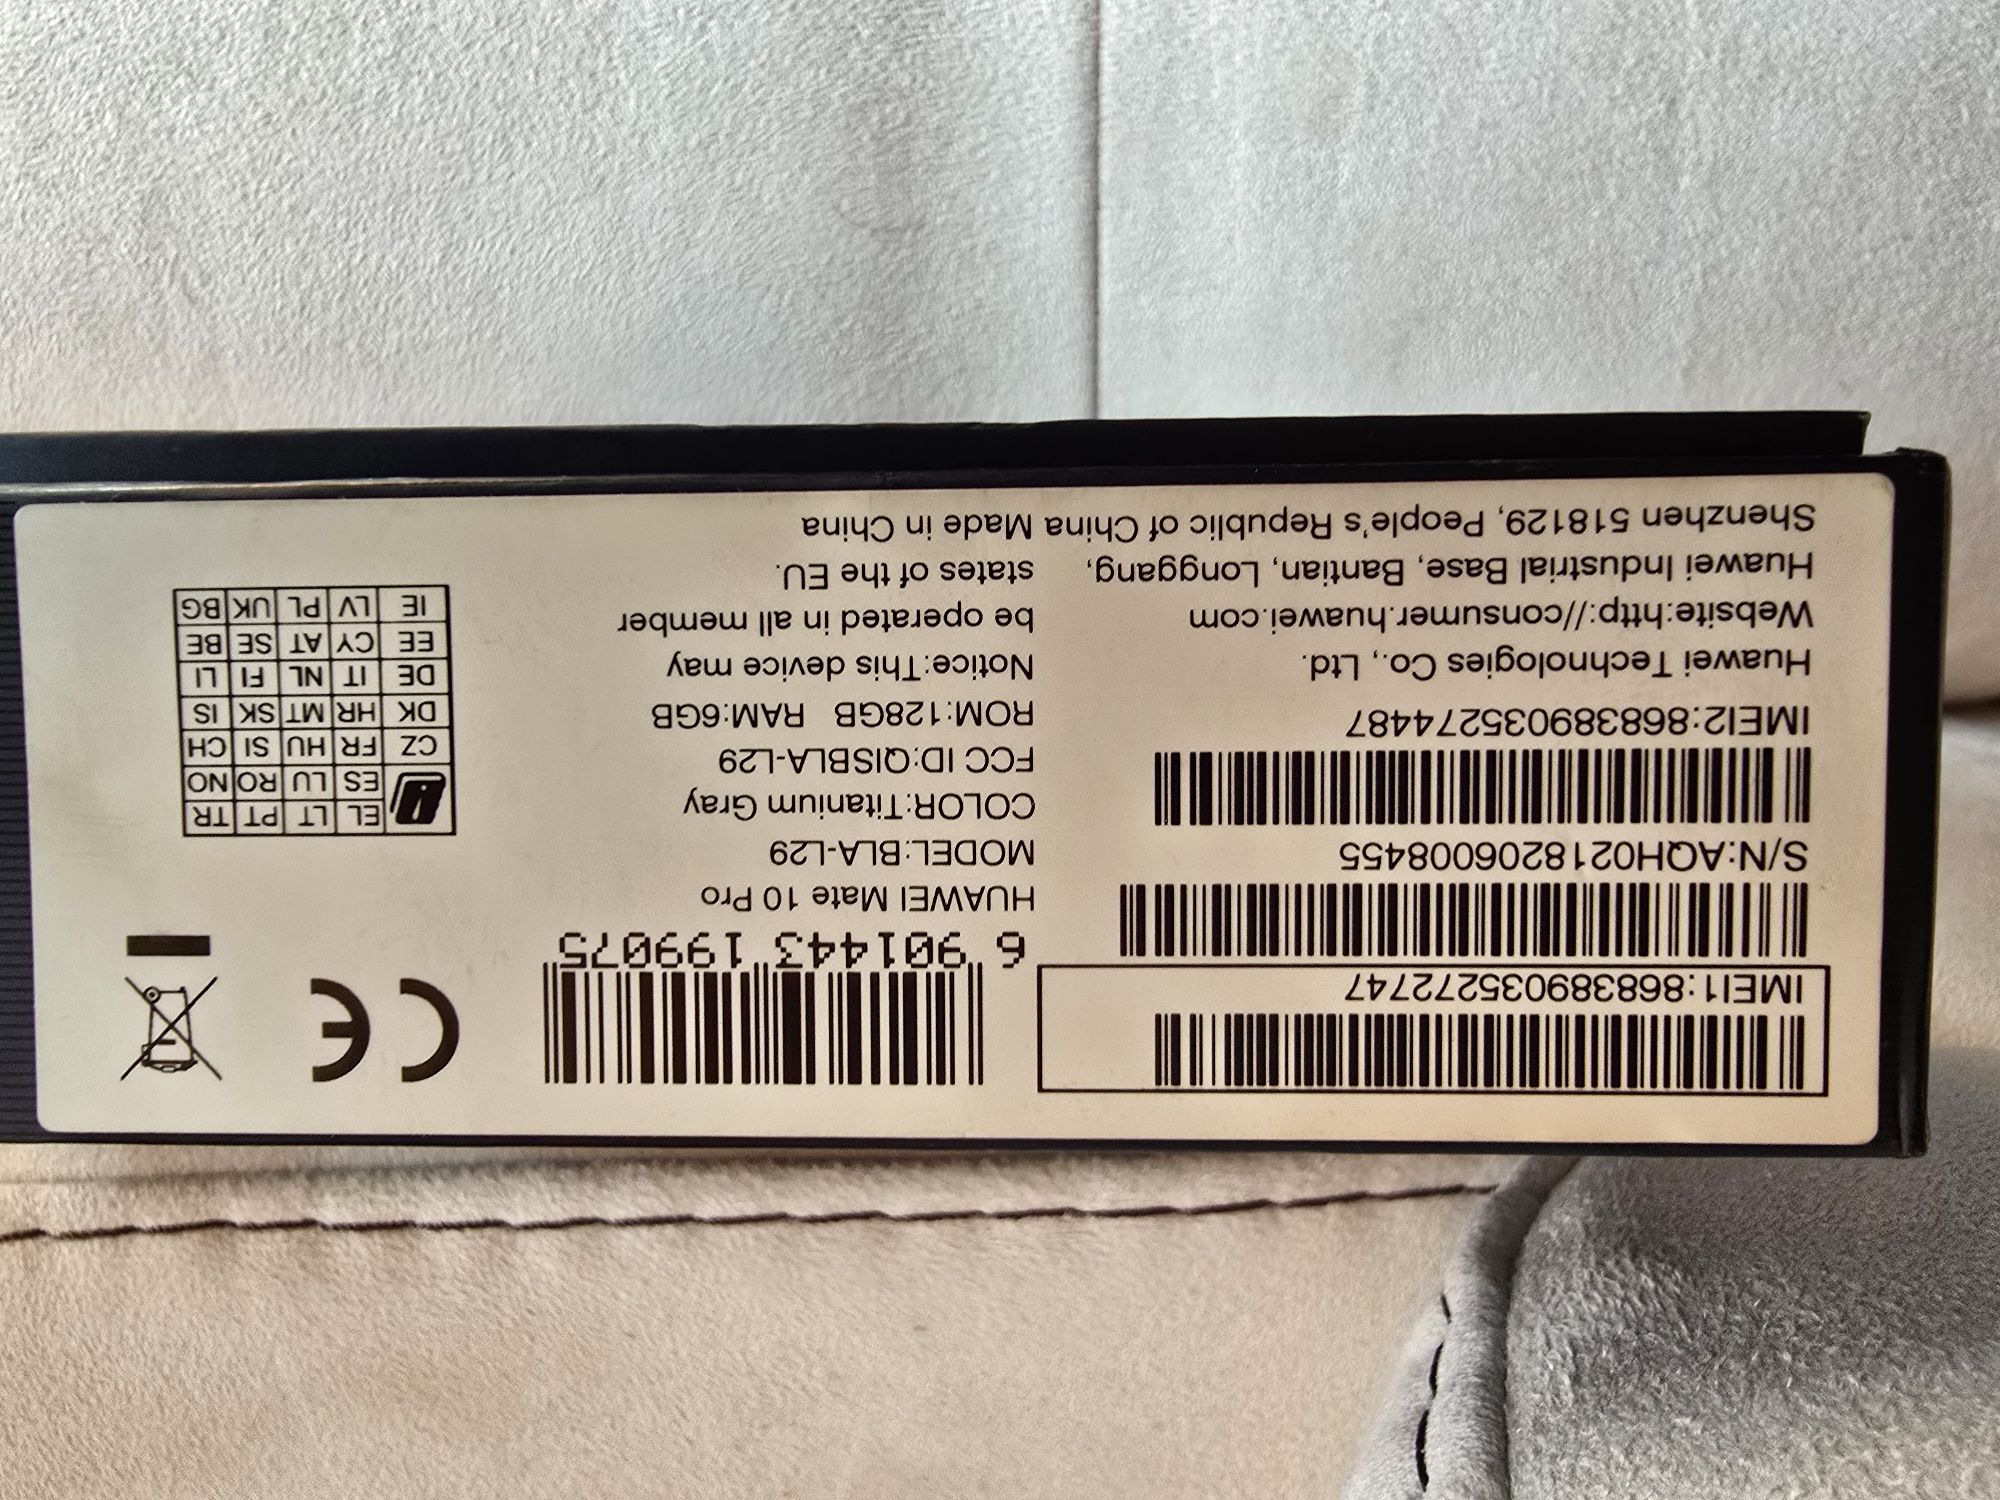 IMEI1:868389035272747
S/N:AQH0218206008455
IMEI2:868389035274487
Huawei Technologies Co., Ltd.
Website:http://consumer.huawei.com
Huawei Industrial Base, Bantian, Longgang,
Shenzhen 518129, People's Republic of China
6 901443 199075
HUAWEI Mate 10 Pro
MODEL:BLA-L29
COLOR:Titanium Gray
FCC ID:QISBLA-L29
ROM:128GB RAM:6GB
Notice:This device may
be operated in all member
states of the EU.
Made in China
CE
EL LT PT TR
ES LU RO NO
CZ FR HU SI CH
DK HR MT SK IS
DE IT NL FI LI
EE CY AT SE BE
IE LV PL UK BG